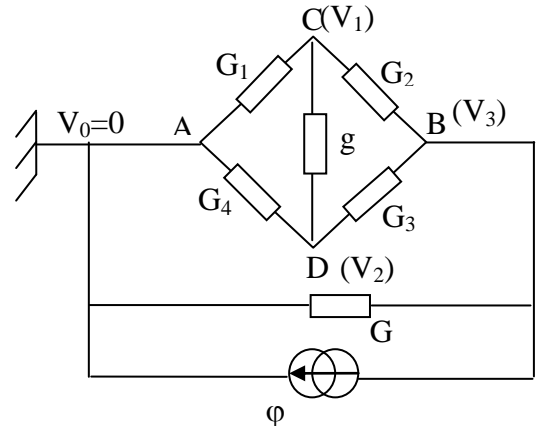 C(V₁)
G₁
G₂
V₀=0
A
B (V₃)
g
G₄
G₃
D (V₂)
G
φ